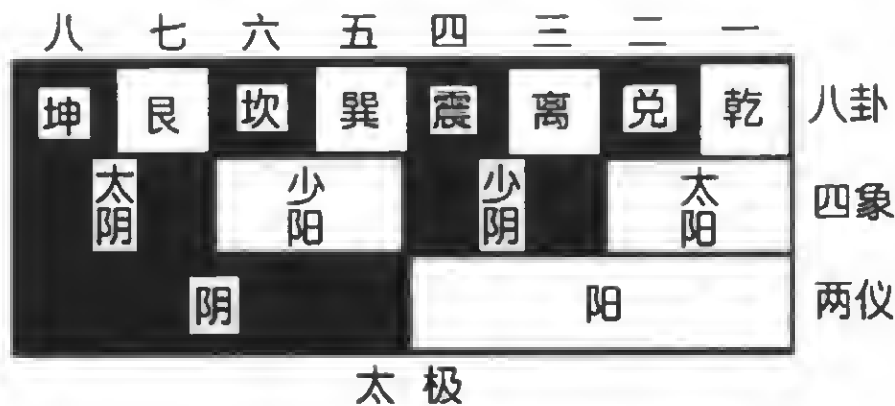 八 七 六 五 四 三 二 一
坤 艮 坎 巽 震 离 兑 乾 八卦
太阴 少阳 少阴 太阳 四象
阴 阳 两仪
太极